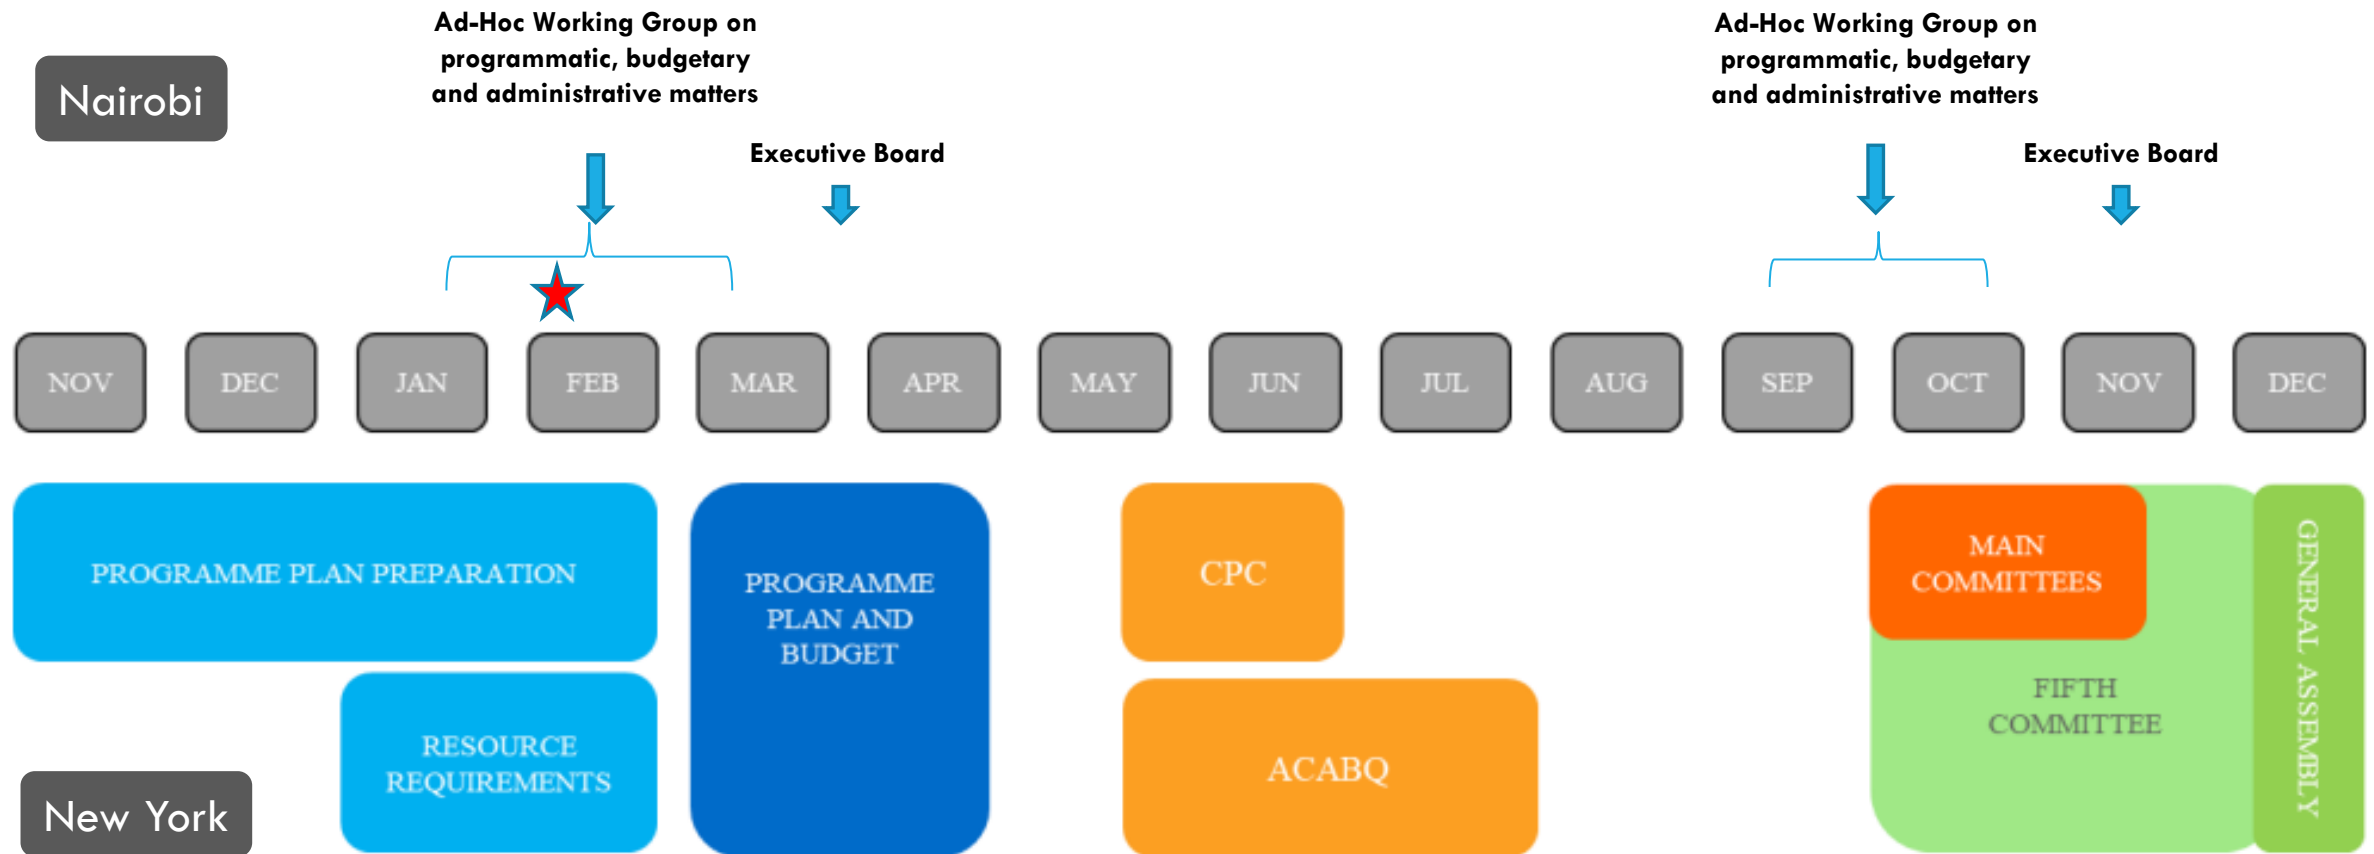 Ad-Hoc Working Group on
programmatic, budgetary
and administrative matters
Ad-Hoc Working Group on
programmatic, budgetary
and administrative matters
Nairobi
Executive Board
Executive Board
NOV
DEC
JAN
FEB
MAR
APR
MAY
JUN
JUL
AUG
SEP
OCT
NOV
DEC
PROGRAMME PLAN PREPARATION
RESOURCE
REQUIREMENTS
PROGRAMME
PLAN AND
BUDGET
CPC
ACABQ
MAIN
COMMITTEES
FIFTH
COMMITTEE
GENERAL ASSEMBLY
New York